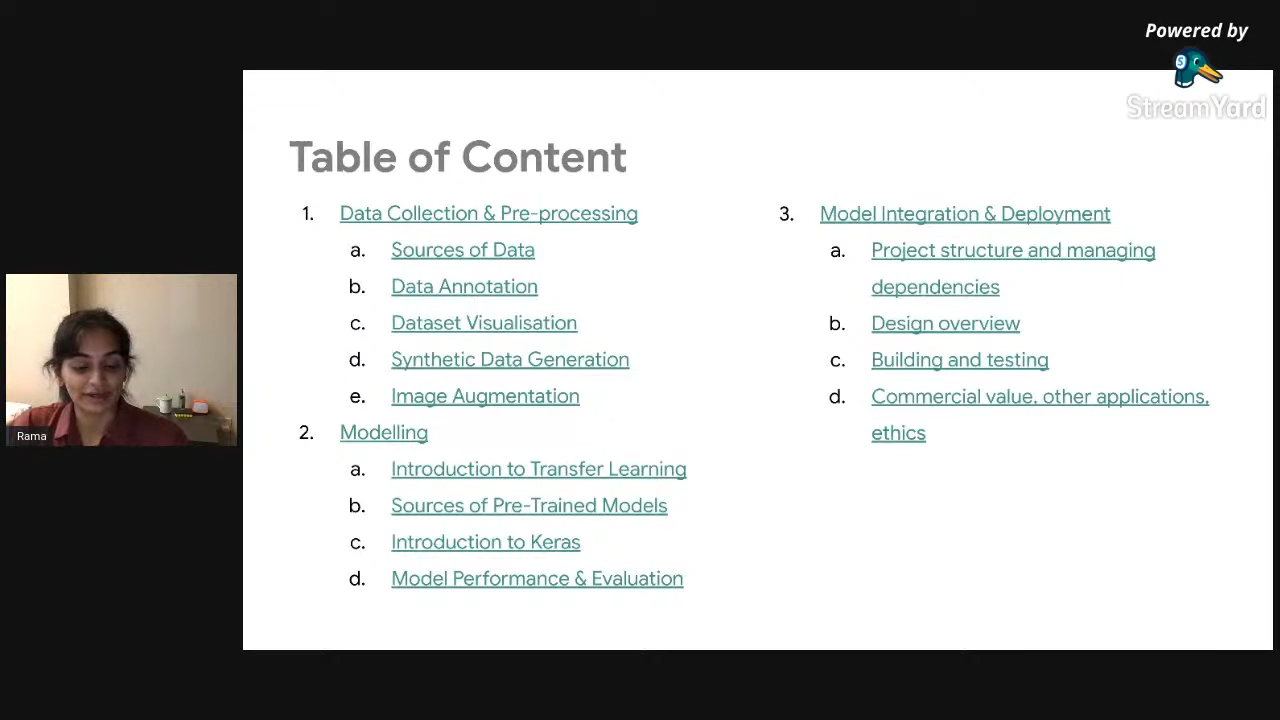 Powered by
StreamYard
Table of Content
1. Data Collection & Pre-processing
a. Sources of Data
b. Data Annotation
c. Dataset Visualisation
d. Synthetic Data Generation
e. Image Augmentation
2. Modelling
a. Introduction to Transfer Learning
b. Sources of Pre-Trained Models
c. Introduction to Keras
d. Model Performance & Evaluation
3. Model Integration & Deployment
a. Project structure and managing
dependencies
b. Design overview
c. Building and testing
d. Commercial value, other applications,
ethics
Rama